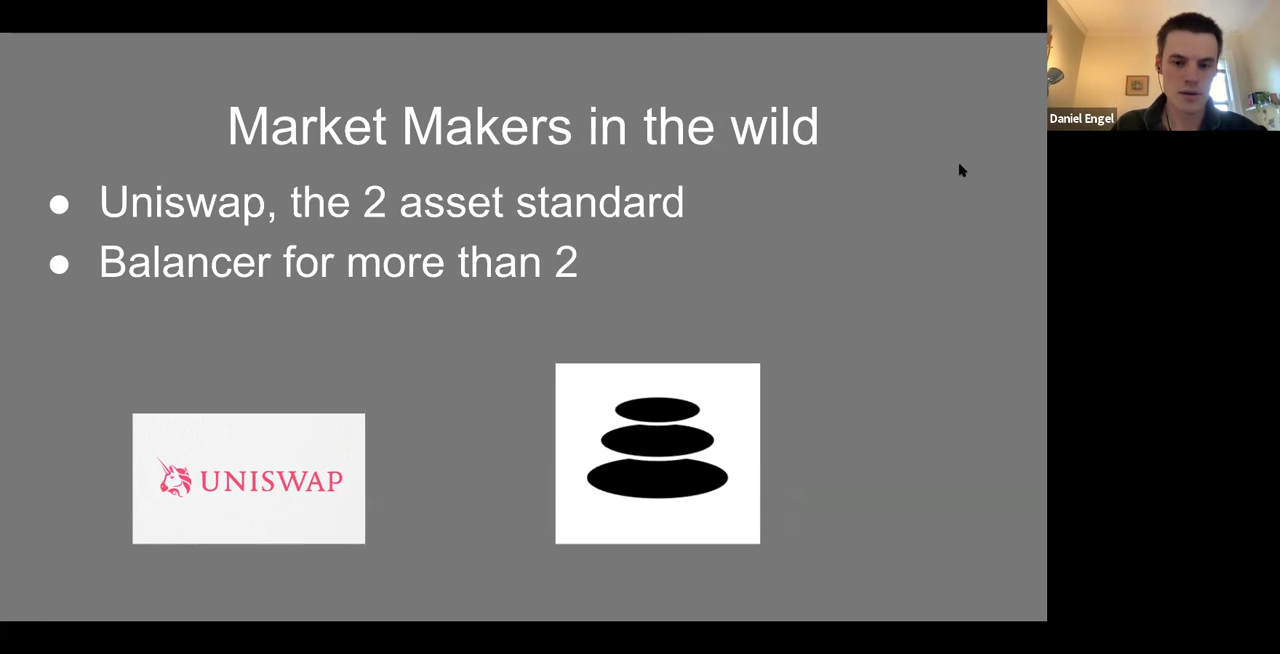 Market Makers in the wild
● Uniswap, the 2 asset standard
● Balancer for more than 2
UNISWAP
Daniel Engel